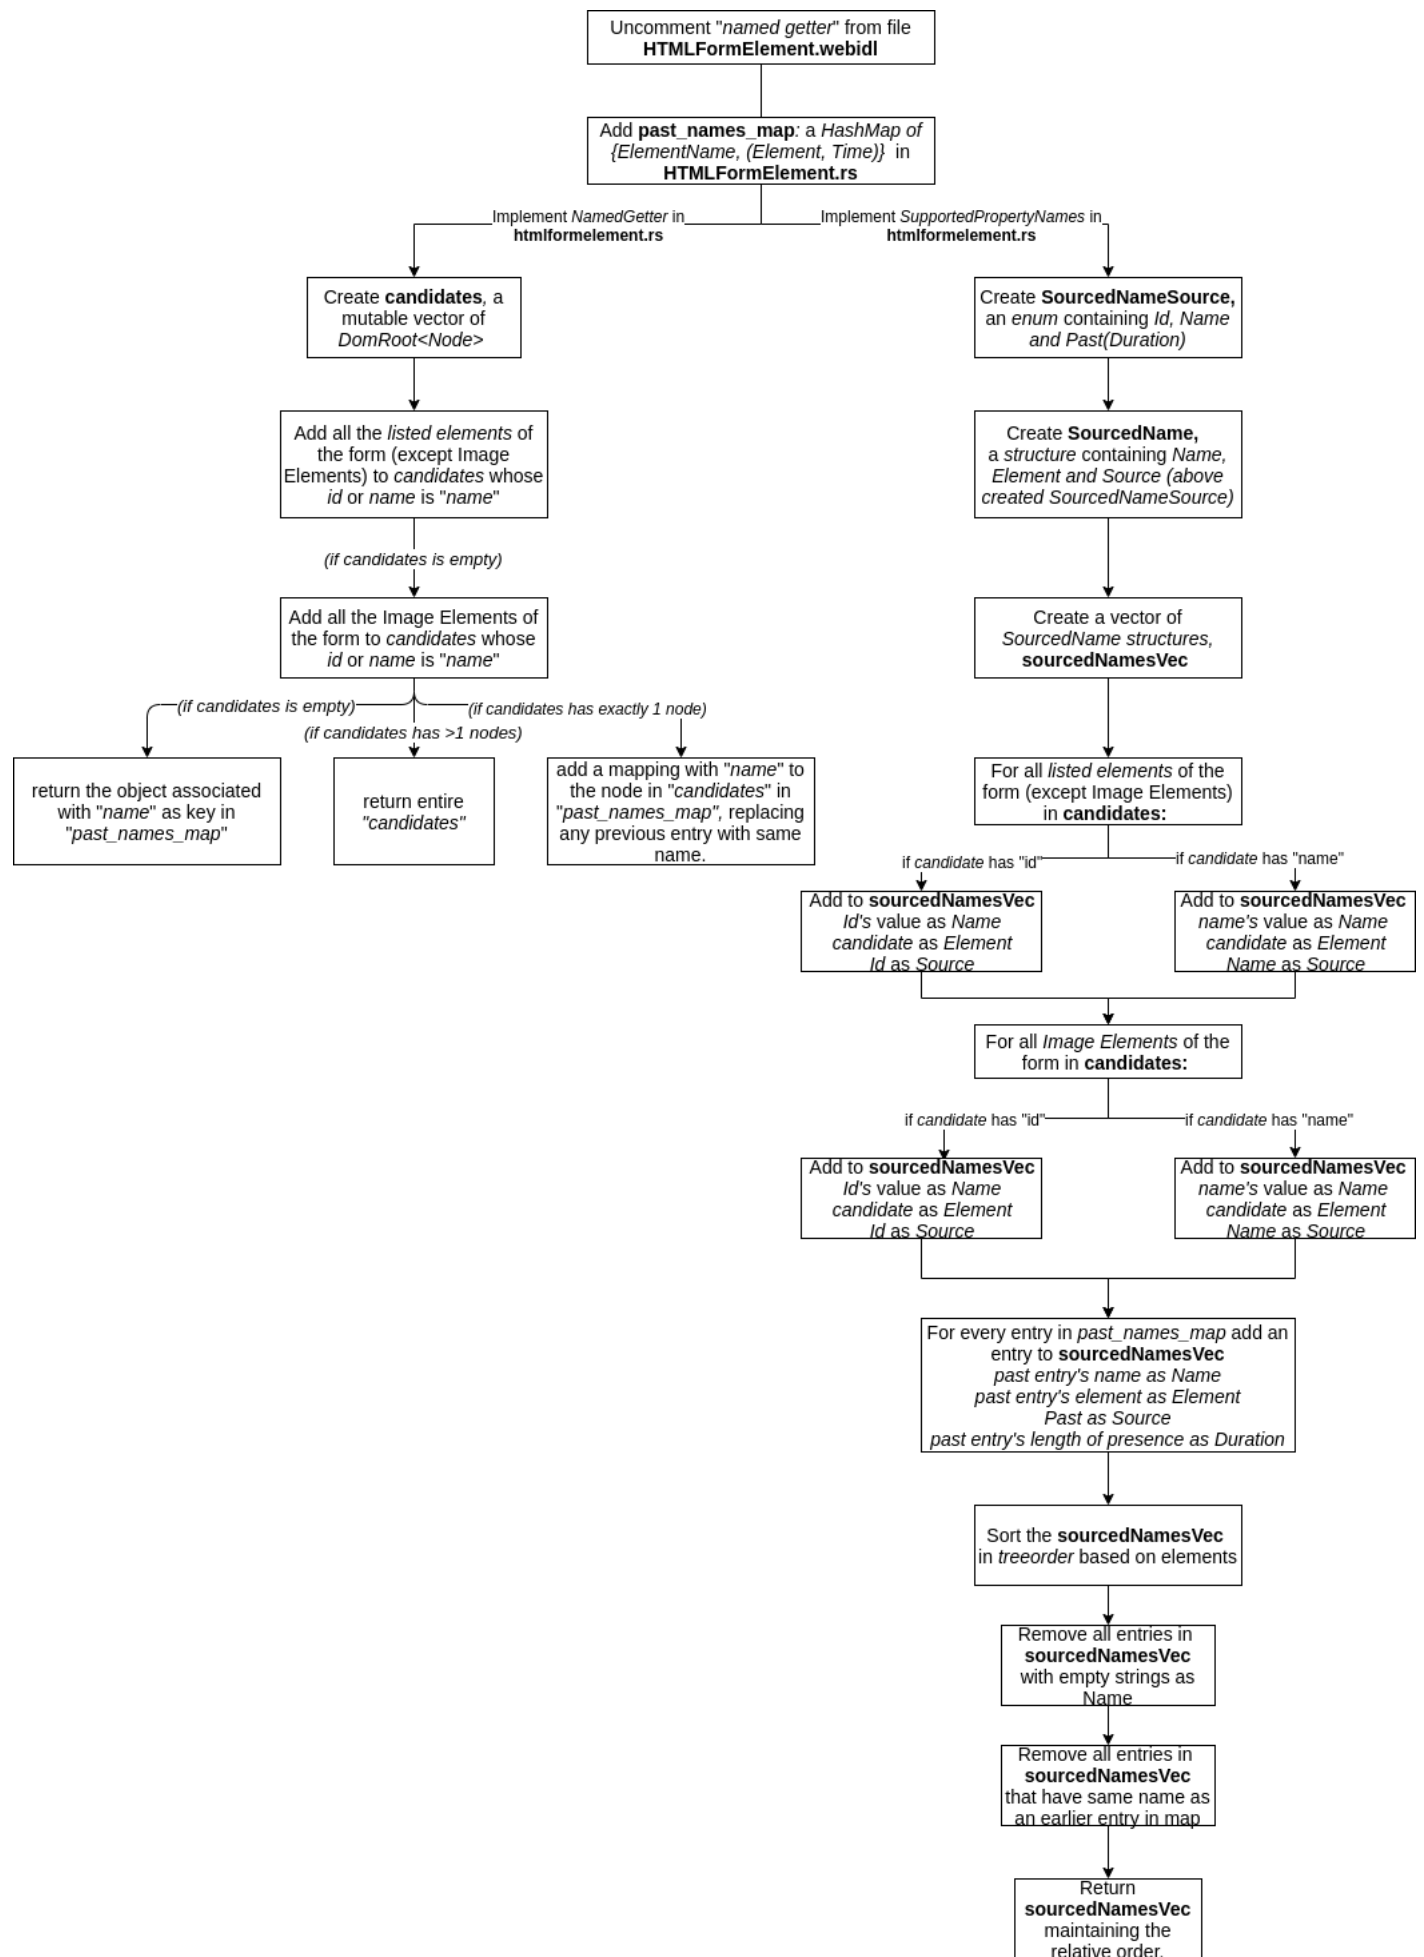 Uncomment "named getter" from file
HTMLFormElement.webidl
Add past_names_map: a HashMap of
{ElementName, (Element, Time)} in
HTMLFormElement.rs
Implement NamedGetter in
htmlformelement.rs
Implement SupportedPropertyNames in
htmlformelement.rs
Create candidates, a
mutable vector of
DomRoot<Node>
Add all the listed elements of
the form (except Image
Elements) to candidates whose
id or name is "name"
(if candidates is empty)
Add all the Image Elements of
the form to candidates whose
id or name is "name"
(if candidates is empty)
(if candidates has >1 nodes)
(if candidates has exactly 1 node)
return the object associated
with "name" as key in
"past_names_map"
return entire
"candidates"
add a mapping with "name" to
the node in "candidates" in
"past_names_map", replacing
any previous entry with same
name.
Create SourcedNameSource,
an enum containing Id, Name
and Past(Duration)
Create SourcedName,
a structure containing Name,
Element and Source (above
created SourcedNameSource)
Create a vector of
SourcedName structures,
sourcedNamesVec
For all listed elements of the
form (except Image Elements)
in candidates:
if candidate has "id"
if candidate has "name"
Add to sourcedNamesVec
Id's value as Name
candidate as Element
Id as Source
Add to sourcedNamesVec
name's value as Name
candidate as Element
Name as Source
For all Image Elements of the
form in candidates:
if candidate has "id"
if candidate has "name"
Add to sourcedNamesVec
Id's value as Name
candidate as Element
Id as Source
Add to sourcedNamesVec
name's value as Name
candidate as Element
Name as Source
For every entry in past_names_map add an
entry to sourcedNamesVec
past entry's name as Name
past entry's element as Element
Past as Source
past entry's length of presence as Duration
Sort the sourcedNamesVec
in treeorder based on elements
Remove all entries in
sourcedNamesVec
with empty strings as
Name
Remove all entries in
sourcedNamesVec
that have same name as
an earlier entry in map
Return
sourcedNamesVec
maintaining the
relative order.